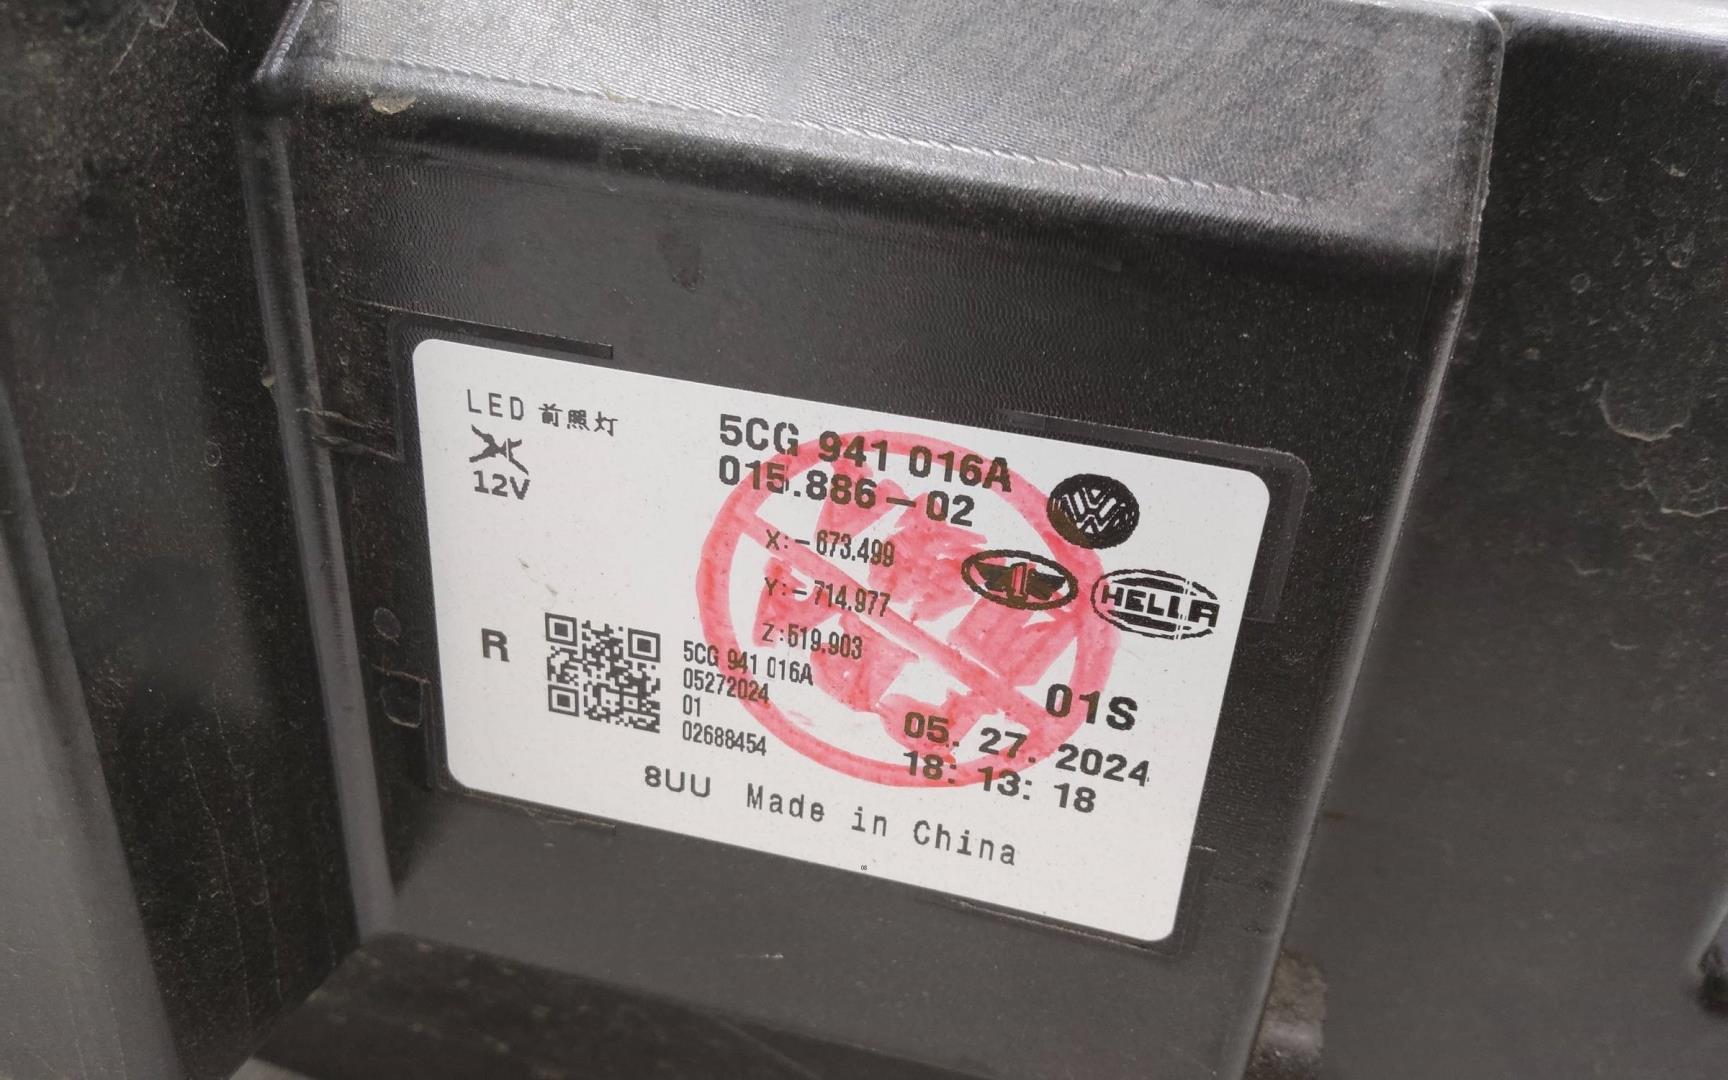 LED 前照灯
12V
5CG 941 016A
015.886-02
X:-673.499
Y:-714.977
Z:519.903
HELLA
R
5CG 941 016A
05272024
01
02688454
01S
05. 27. 2024
18: 13: 18
8UU Made in China